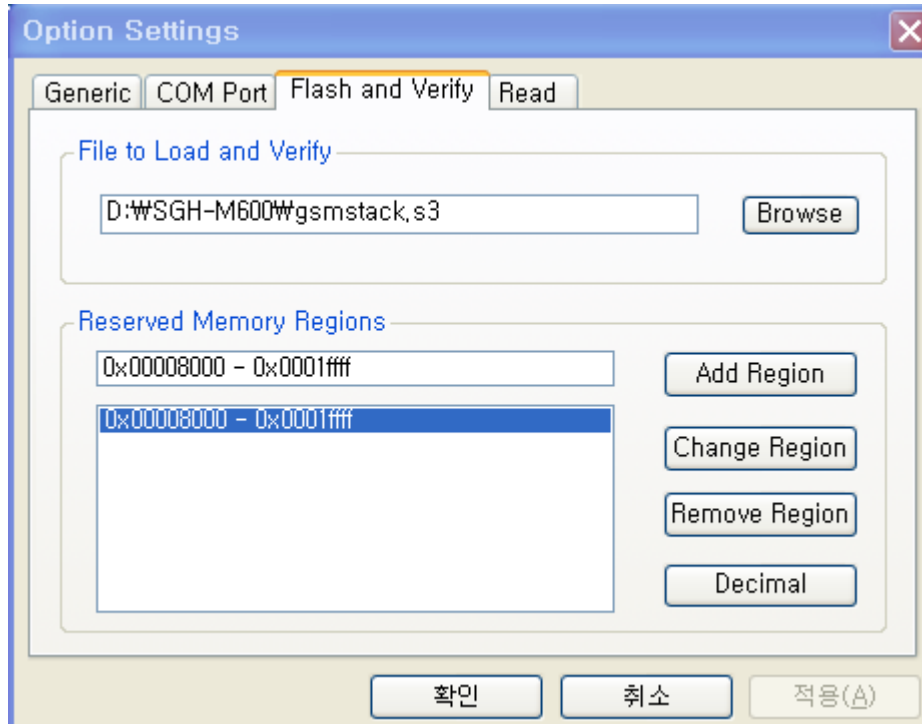 Option Settings
Generic COM Port Flash and Verify Read
File to Load and Verify
D:₩SGH-M600₩gsmstack.s3 Browse
Reserved Memory Regions
0x00008000 - 0x0001ffff Add Region
0x00008000 - 0x0001ffff
Change Region
Remove Region
Decimal
확인 취소 적용(A)